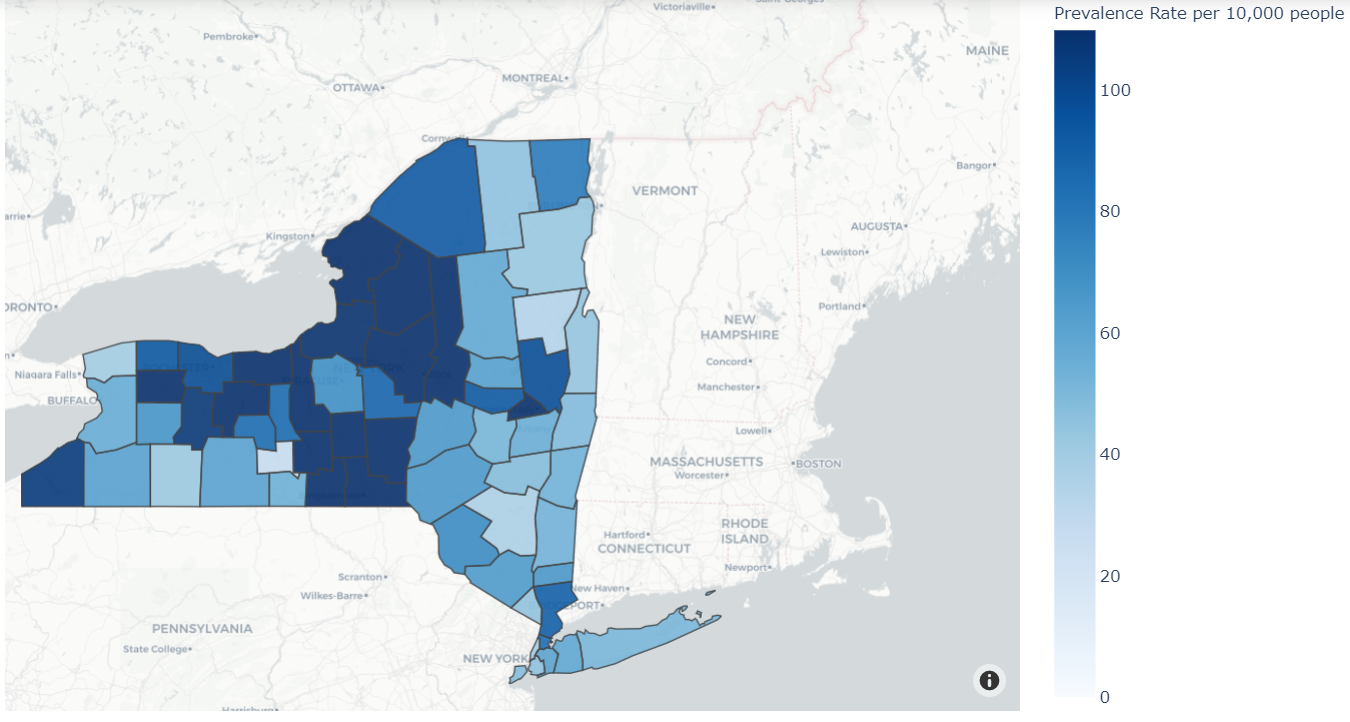 Victoriaville
Prevalence Rate per 10,000 people
Pembroke
MAINE
OTTAWA
MONTREAL
100
Bangor
VERMONT
80
AUGUSTA
Kingston
Lewiston
Portland
NEW
HAMPSHIRE
60
Concord
Niagara Falls
Manchester
BUFFALO
Lowell
40
MASSACHUSETTS
BOSTON
Worcester
RHODE
ISLAND
Hartford
CONNECTICUT
Newport
20
Scranton
New Haven
Wilkes-Barre
PENNSYLVANIA
State College
NEW YORK
0